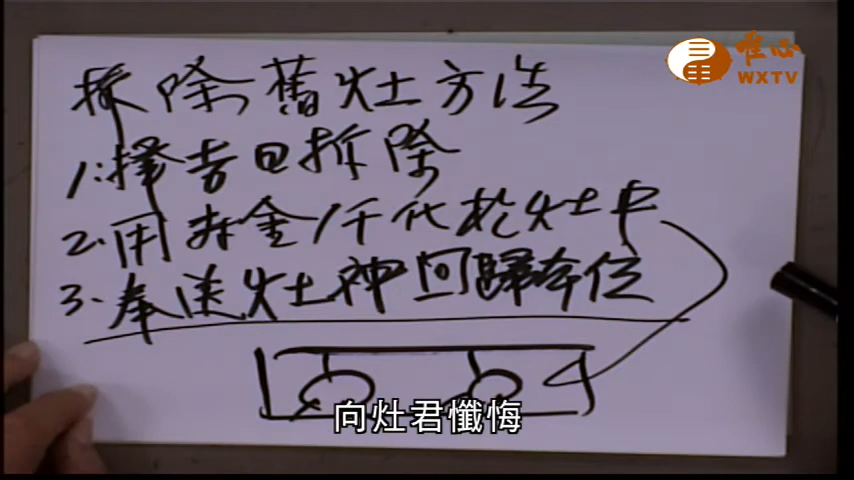 唯心
WXTV
拆除舊灶方法
1.擇吉日拆除
2.用壽金1仟化於灶中
3.奉送灶神回歸本位
向灶君懺悔